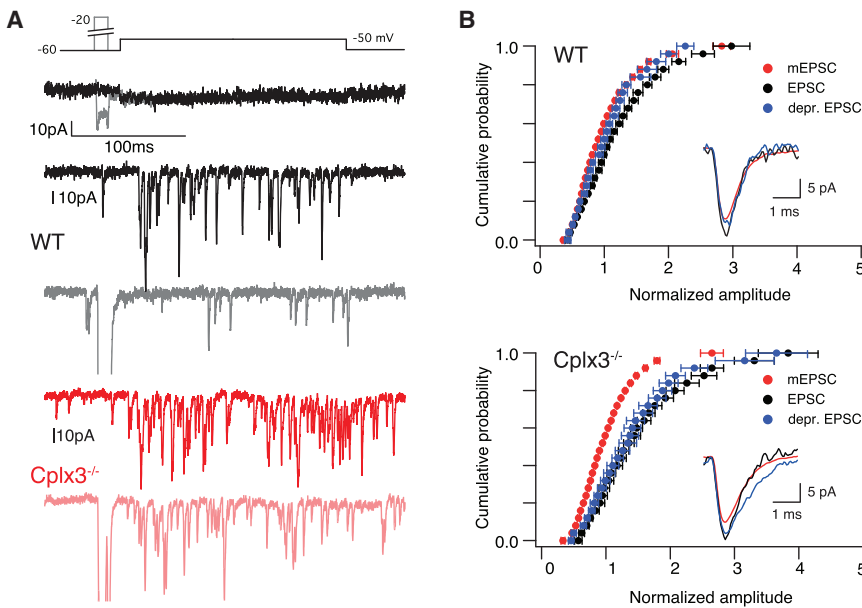 A
-20
-60
-50 mV
10pA
100ms
10pA
WT
10pA
Cplx3-/-
B
WT
1.0
0.0
Cumulative probability
mEPSC
EPSC
depr. EPSC
5 pA
1 ms
0 1 2 3 4 5
Normalized amplitude
Cplx3-/-
1.0
0.0
Cumulative probability
mEPSC
EPSC
depr. EPSC
5 pA
1 ms
0 1 2 3 4 5
Normalized amplitude